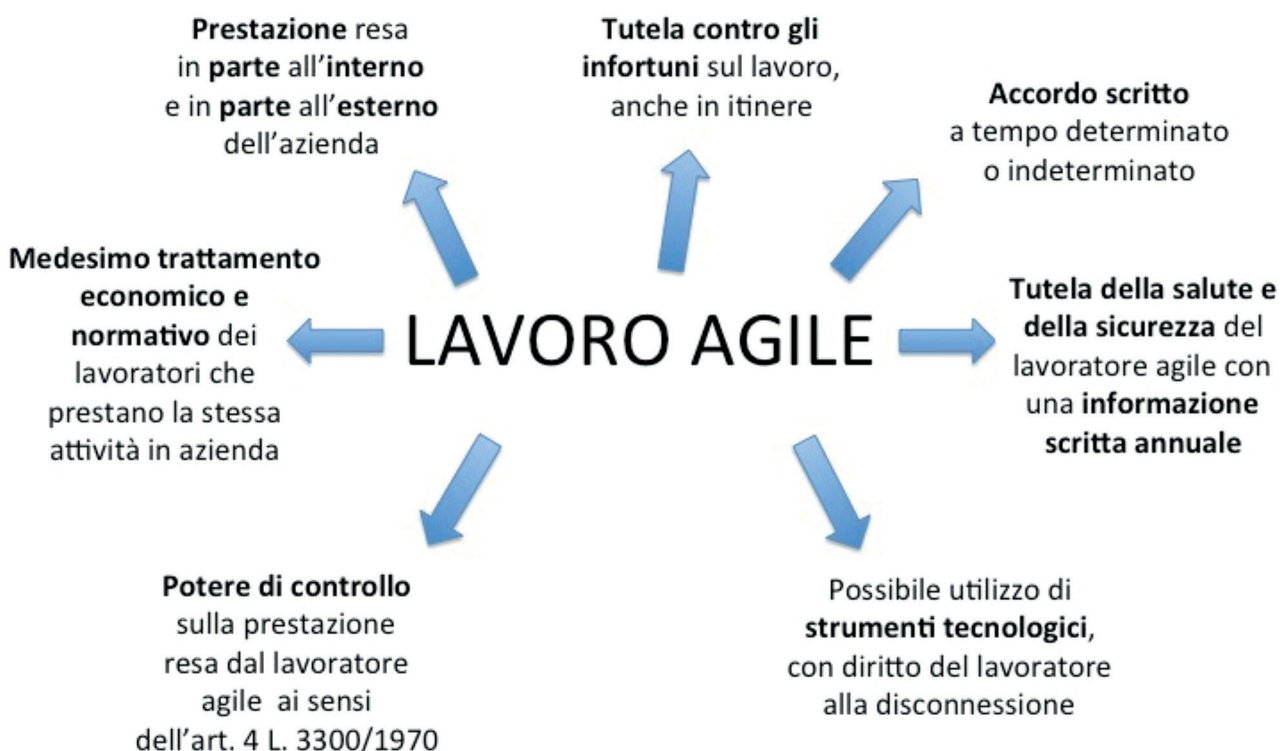 Prestazione resa
in parte all'interno
e in parte all'esterno
dell'azienda
Tutela contro gli
infortuni sul lavoro,
anche in itinere
Accordo scritto
a tempo determinato
o indeterminato
Medesimo trattamento
economico e
normativo dei
lavoratori che
prestano la stessa
attività in azienda
LAVORO AGILE
Tutela della salute e
della sicurezza del
lavoratore agile con
una informazione
scritta annuale
Potere di controllo
sulla prestazione
resa dal lavoratore
agile ai sensi
dell'art. 4 L. 3300/1970
Possibile utilizzo di
strumenti tecnologici,
con diritto del lavoratore
alla disconnessione